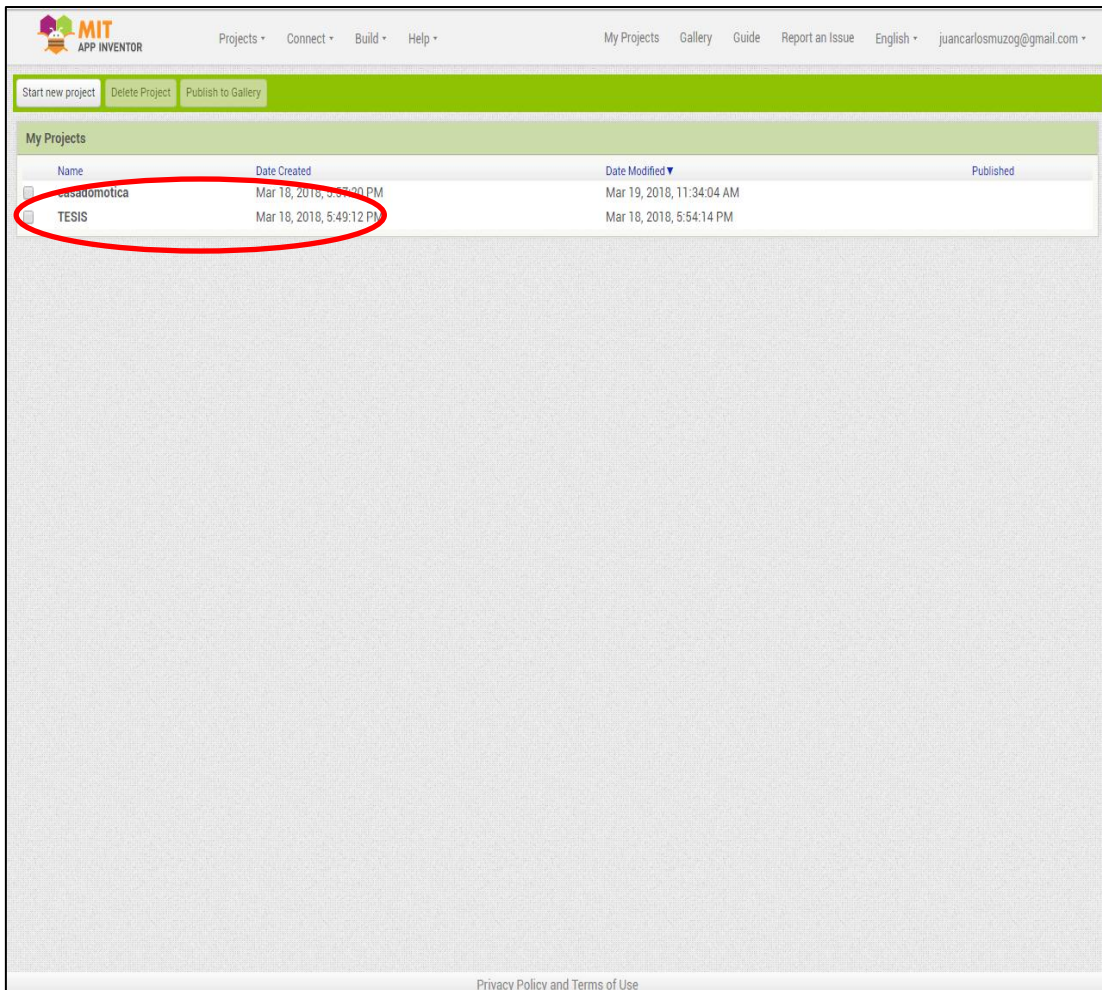 MIT
APP INVENTOR
Projects Connect Build Help My Projects Gallery Guide Report an Issue English juancarlosmuzog@gmail.com
Start new project Delete Project Publish to Gallery
My Projects
Name Date Created Date Modified▼ Published
casadomotica Mar 18, 2018, PM Mar 19, 2018, 11:34:04 AM
TESIS Mar 18, 2018, 5:49:12 PM Mar 18, 2018, 5:54:14 PM
Privacy Policy and Terms of Use